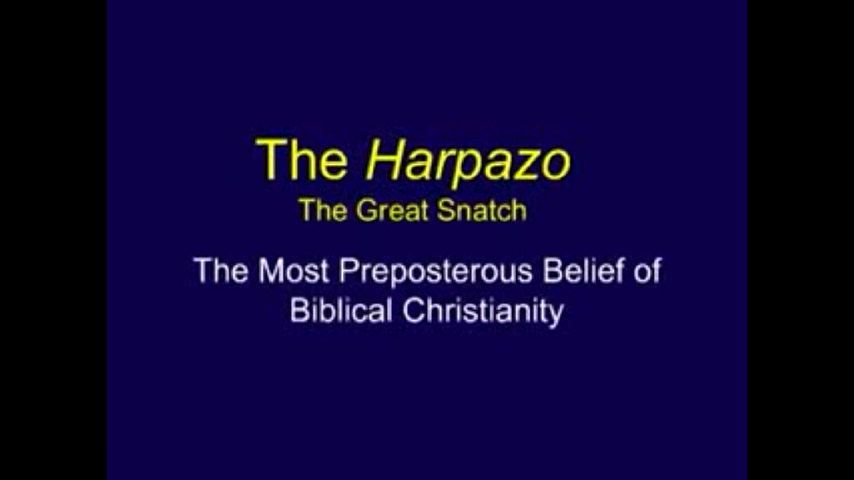 The Harpazo
The Great Snatch
The Most Preposterous Belief of
Biblical Christianity